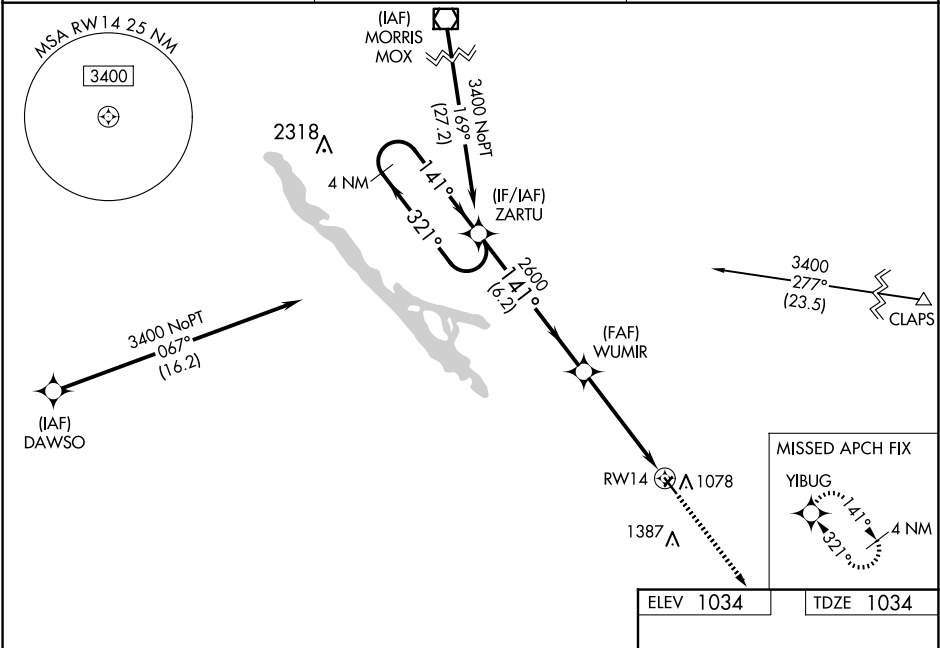 MSA RW14 25 NM
3400
(IAF)
MORRIS
MOX
3400 NoPT
169°
(27.2)
2318
4 NM
141°
321°
(IF/IAF)
ZARTU
2600
141°
(6.2)
3400
277°
(23.5)
CLAPS
3400 NoPT
067°
(16.2)
(IAF)
DAWSO
(FAF)
WUMIR
RW14
1078
1387
MISSED APCH FIX
YIBUG
141°
321°
4 NM
ELEV 1034
TDZE 1034